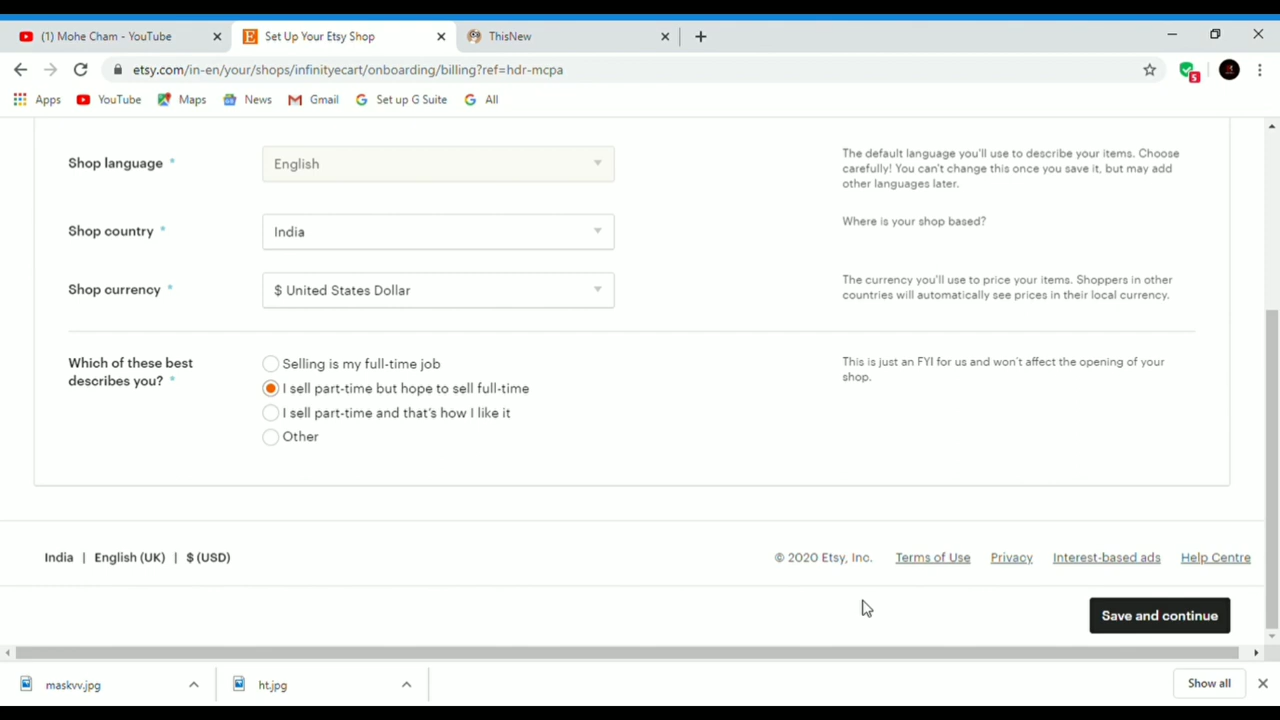 (1) Mohe Cham - YouTube
Set Up Your Etsy Shop
ThisNew
etsy.com/in-en/your/shops/infinityecart/onboarding/billing?ref=hdr-mcpa
5
Apps
YouTube
Maps
News
Gmail
Set up G Suite
All
Shop language *
English
The default language you'll use to describe your items. Choose
carefully! You can't change this once you save it, but may add
other languages later.
Shop country *
India
Where is your shop based?
Shop currency *
$ United States Dollar
The currency you'll use to price your items. Shoppers in other
countries will automatically see prices in their local currency.
Which of these best
describes you? *
Selling is my full-time job
I sell part-time but hope to sell full-time
I sell part-time and that's how I like it
Other
This is just an FYI for us and won't affect the opening of your
shop.
India | English (UK) | $ (USD)
© 2020 Etsy, Inc. Terms of Use Privacy Interest-based ads Help Centre
Save and continue
maskvv.jpg
ht.jpg
Show all